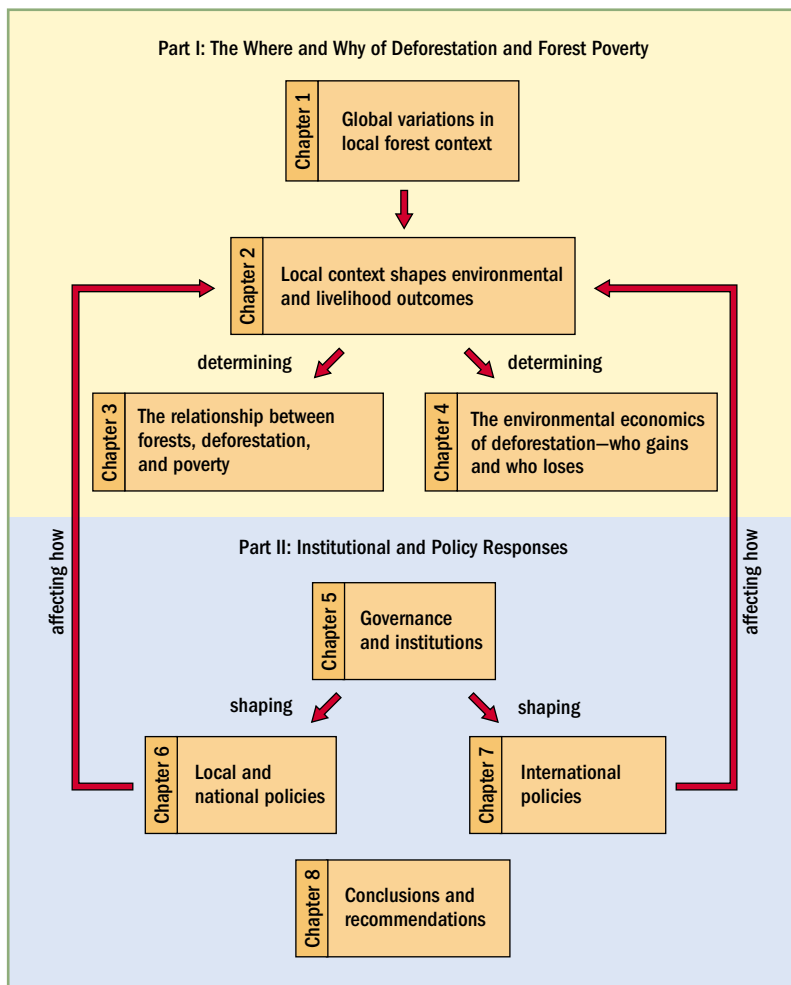 Part I: The Where and Why of Deforestation and Forest Poverty
Chapter 1
Global variations in
local forest context
Chapter 2
Local context shapes environmental
and livelihood outcomes
determining
determining
Chapter 3
The relationship between
forests, deforestation,
and poverty
Chapter 4
The environmental economics
of deforestation—who gains
and who loses
affecting how
affecting how
Part II: Institutional and Policy Responses
Chapter 5
Governance
and institutions
shaping
shaping
Chapter 6
Local and
national policies
Chapter 7
International
policies
Chapter 8
Conclusions and
recommendations